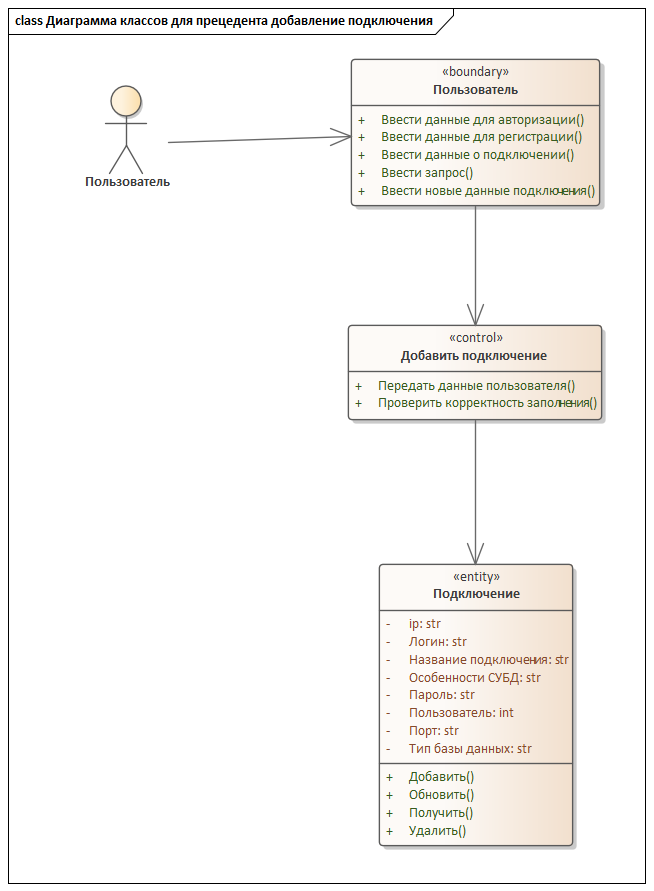 class Диаграмма классов для прецедента добавление подключения
Пользователь
«boundary»
Пользователь
+ Ввести данные для авторизации()
+ Ввести данные для регистрации()
+ Ввести данные о подключении()
+ Ввести запрос()
+ Ввести новые данные подключения()
«control»
Добавить подключение
+ Передать данные пользователя()
+ Проверить корректность заполнения()
«entity»
Подключение
- ip: str
- Логин: str
- Название подключения: str
- Особенности СУБД: str
- Пароль: str
- Пользователь: int
- Порт: str
- Тип базы данных: str
+ Добавить()
+ Обновить()
+ Получить()
+ Удалить()